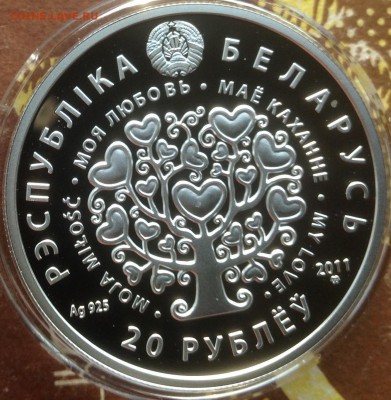 РЭСПУБЛІКА БЕЛАРУСЬ
MOJA MIŁOŚĆ • МОЯ ЛЮБОВЬ • МАЁ КАХАННЕ • MY LOVE •
2011
Ag 925
20 РУБЛЁЎ